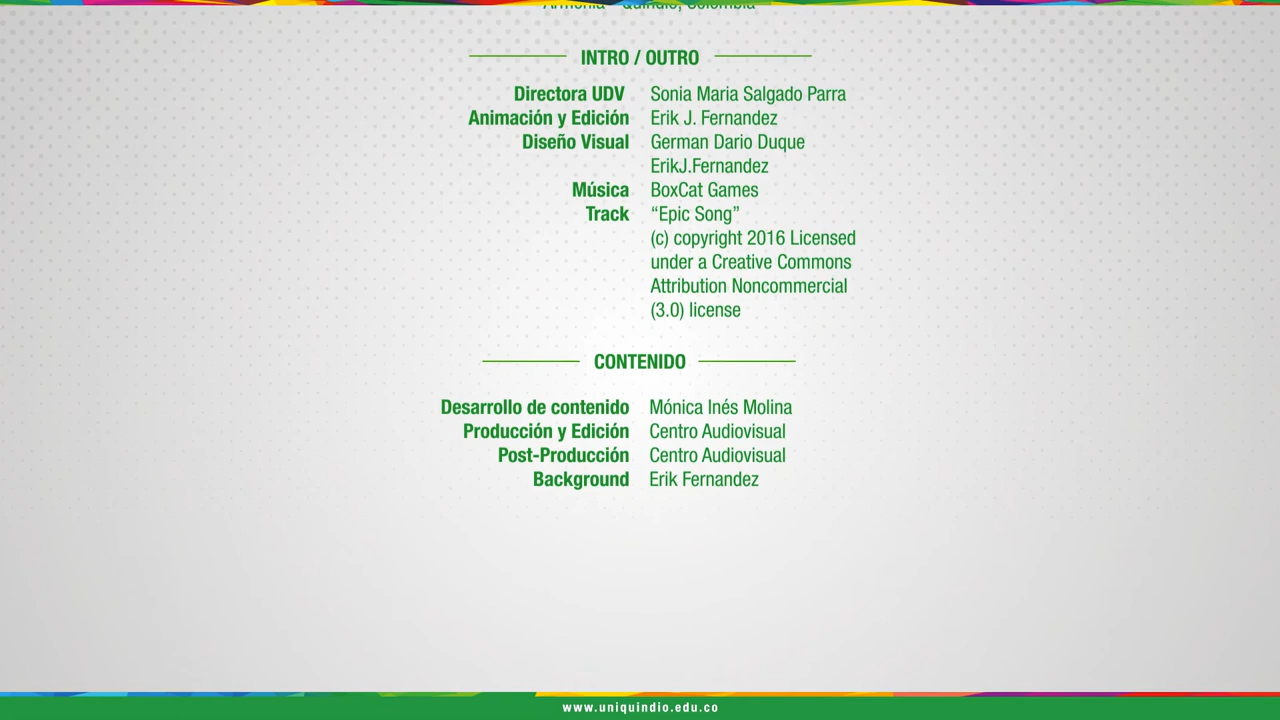 Armenia - Quindío, Colombia
INTRO / OUTRO
Directora UDV Sonia Maria Salgado Parra
Animación y Edición Erik J. Fernandez
Diseño Visual German Dario Duque
ErikJ.Fernandez
Música BoxCat Games
Track “Epic Song”
(c) copyright 2016 Licensed
under a Creative Commons
Attribution Noncommercial
(3.0) license
CONTENIDO
Desarrollo de contenido Mónica Inés Molina
Producción y Edición Centro Audiovisual
Post-Producción Centro Audiovisual
Background Erik Fernandez
www.uniquindio.edu.co